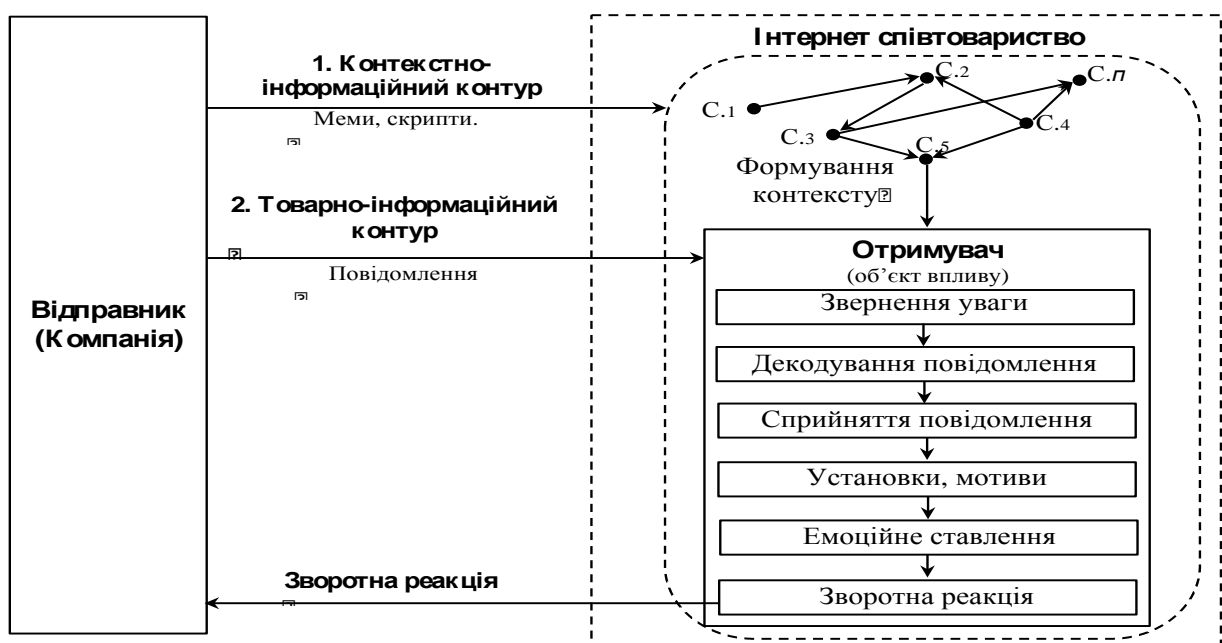 Інтернет співтовариство
1. Контекстно-
інформаційний контур
Меми, скрипти.
С.1
С.2
С.3
С.4
С.5
С.п
Формування
контексту
2. Товарно-інформаційний
контур
Повідомлення
Відправник
(Компанія)
Отримувач
(об’єкт впливу)
Звернення уваги
Декодування повідомлення
Сприйняття повідомлення
Установки, мотиви
Емоційне ставлення
Зворотна реакція
Зворотна реакція